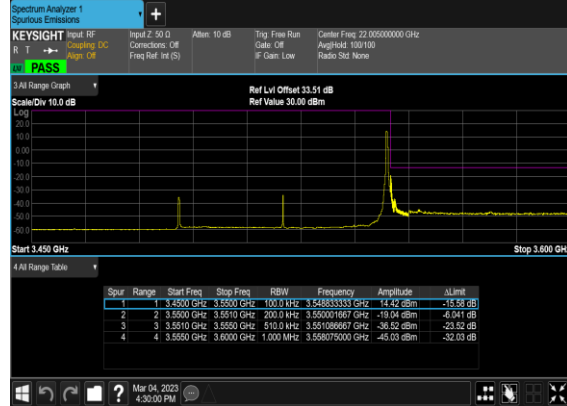 Spectrum Analyzer 1
Spurious Emissions
+
KEYSIGHT Input: RF Input Z: 50 Ω Atten: 10 dB Trig: Free Run Center Freq: 22.005000000 GHz
R T Coupling: DC Corrections: Off Gate: Off Avg|Hold: 100/100
Align: Off Freq Ref: Int (S) IF Gain: Low Radio Std: None
PASS
3 All Range Graph Ref Lvl Offset 33.51 dB
Scale/Div 10.0 dB Ref Value 30.00 dBm
Log
20.0
10.0
0.00
-10.0
-20.0
-30.0
-40.0
-50.0
-60.0
Start 3.450 GHz Stop 3.600 GHz
4 All Range Table
Spur Range Start Freq Stop Freq RBW Frequency Amplitude ΔLimit
1 1 3.4500 GHz 3.5500 GHz 100.0 kHz 3.548833333 GHz 14.42 dBm -15.58 dB
2 2 3.5500 GHz 3.5510 GHz 200.0 kHz 3.550001667 GHz -19.04 dBm -6.041 dB
3 3 3.5510 GHz 3.5550 GHz 510.0 kHz 3.551086667 GHz -36.52 dBm -23.52 dB
4 4 3.5550 GHz 3.6000 GHz 1.000 MHz 3.558075000 GHz -45.03 dBm -32.03 dB
? Mar 04, 2023
4:30:00 PM